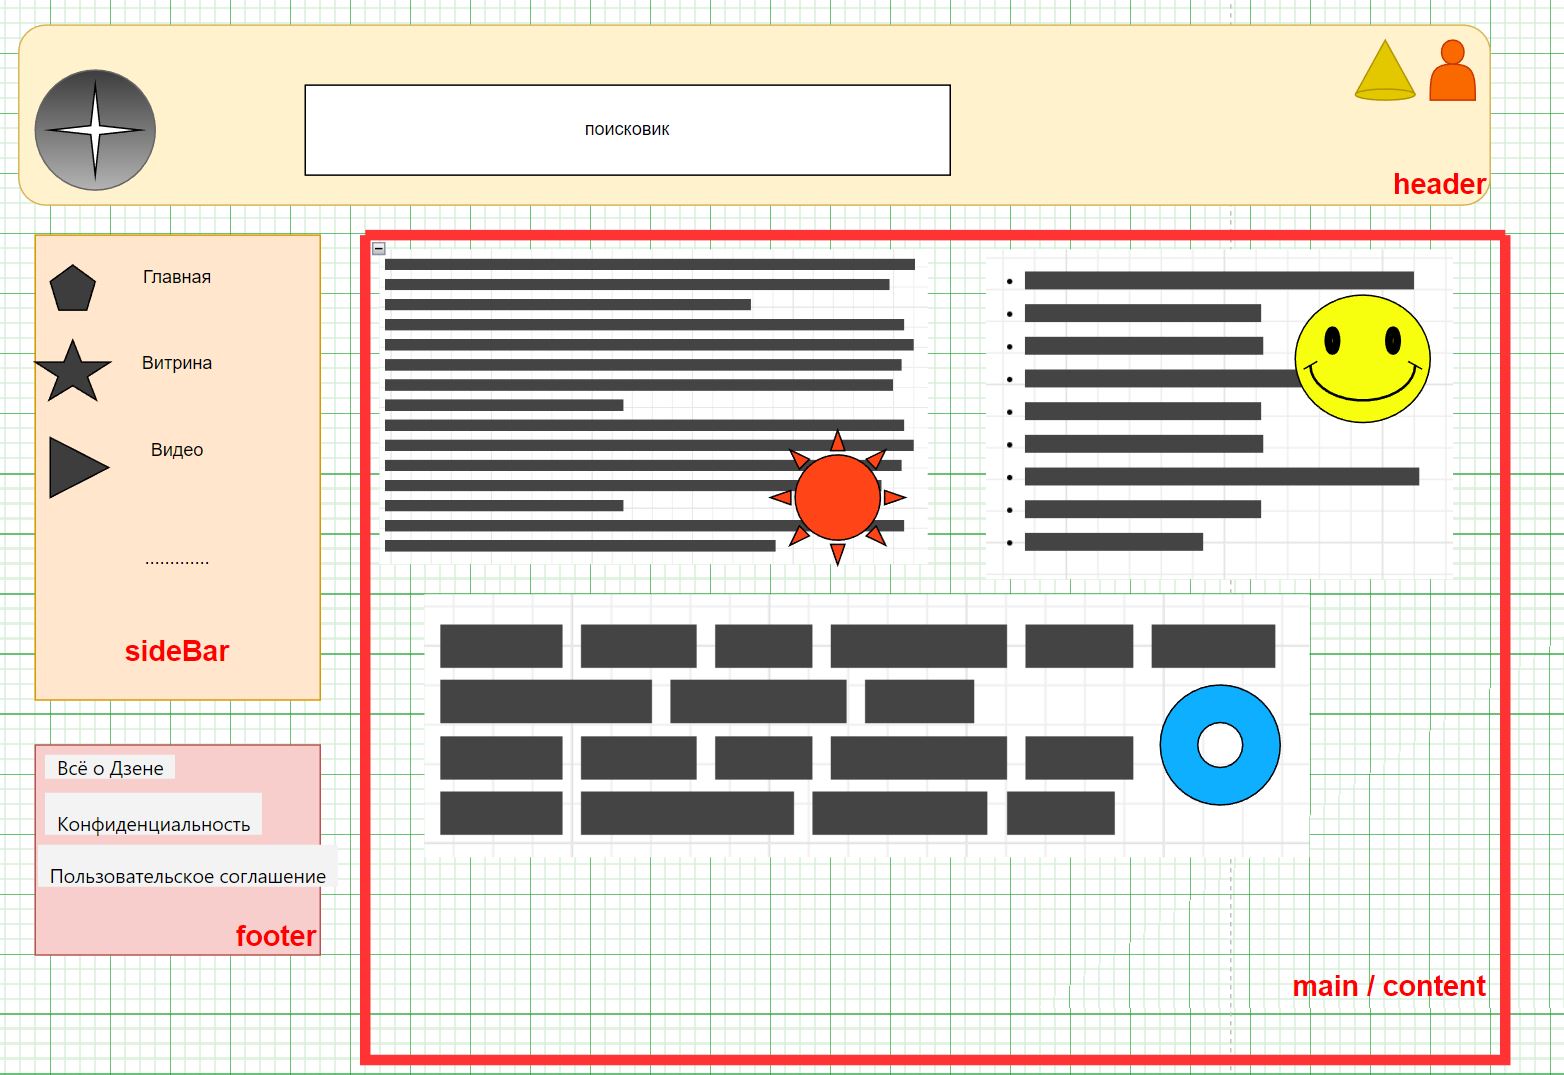 поисковик
header
Главная
Витрина
Видео
.............
sideBar
Всё о Дзене
Конфиденциальность
Пользовательское соглашение
footer
main / content